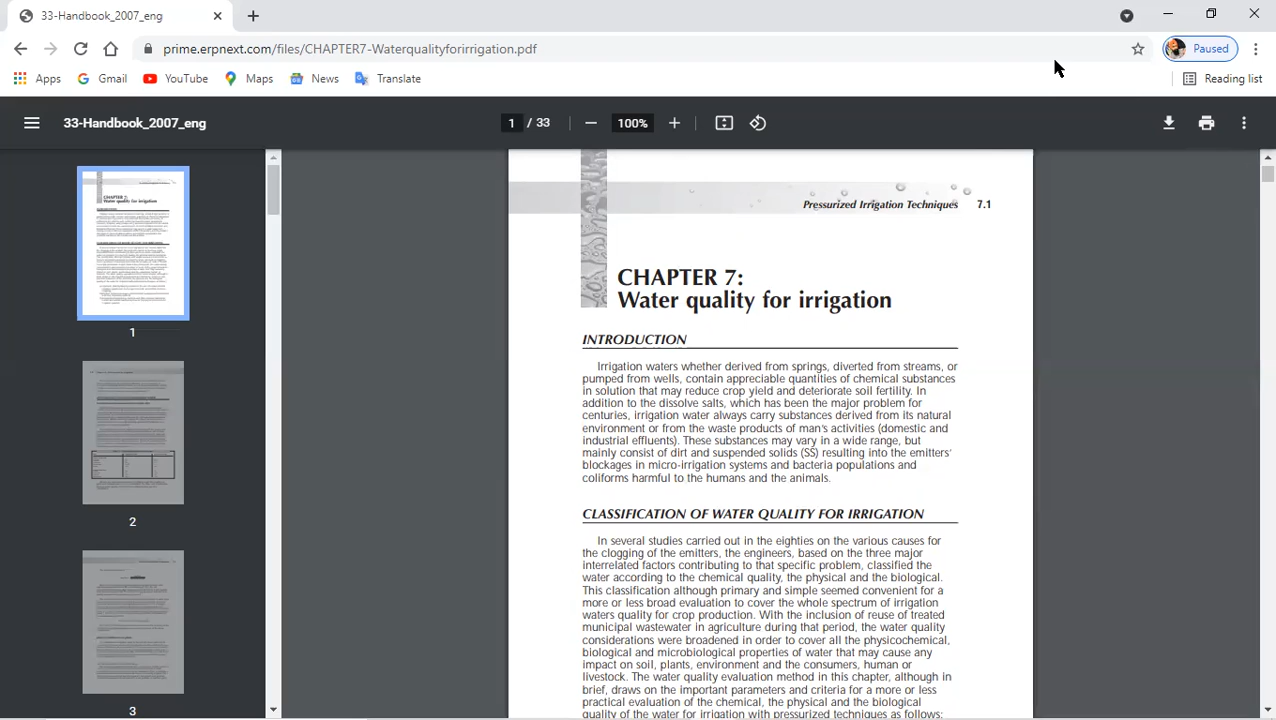 33-Handbook_2007_eng
prime.erpnext.com/files/CHAPTER7-Waterqualityforirrigation.pdf
Paused
Apps Gmail YouTube Maps News Translate Reading list
33-Handbook_2007_eng 1 / 33 100%
1
2
3
Pressurized Irrigation Techniques 7.1
CHAPTER 7:
Water quality for irrigation
INTRODUCTION
Irrigation waters whether derived from springs, diverted from streams, or
pumped from wells, contain appreciable quantities of chemical substances
in solution that may reduce crop yield and deteriorate soil fertility. In
addition to the dissolve salts, which has been the major problem for
centuries, irrigation water always carry substances derived from its natural
environment or from the waste products of man's activities (domestic and
industrial effluents). These substances may vary in a wide range, but
mainly consist of dirt and suspended solids (SS) resulting into the emitters'
blockages in micro-irrigation systems and bacteria populations and
coliforms harmful to the humans and the animals.
CLASSIFICATION OF WATER QUALITY FOR IRRIGATION
In several studies carried out in the eighties on the various causes for
the clogging of the emitters, the engineers, based on the three major
interrelated factors contributing to that specific problem, classified the
water according to the chemical quality, the physical and the biological.
This classification although primary and simple seemed convenient for a
more or less broad evaluation to cover the whole spectrum of irrigation
waters quality for crop production. With the inclusion of reuse of treated
municipal wastewater in agriculture during that period, the water quality
considerations were broadened in order to cover all the physicochemical,
biological and microbiological properties of water that may cause any
impact on soil, plants, environment and the consumers, human or
livestock. The water quality evaluation method in this chapter, although in
brief, draws on the important parameters and criteria for a more or less
practical evaluation of the chemical, the physical and the biological
quality of the water for irrigation with pressurized techniques as follows: